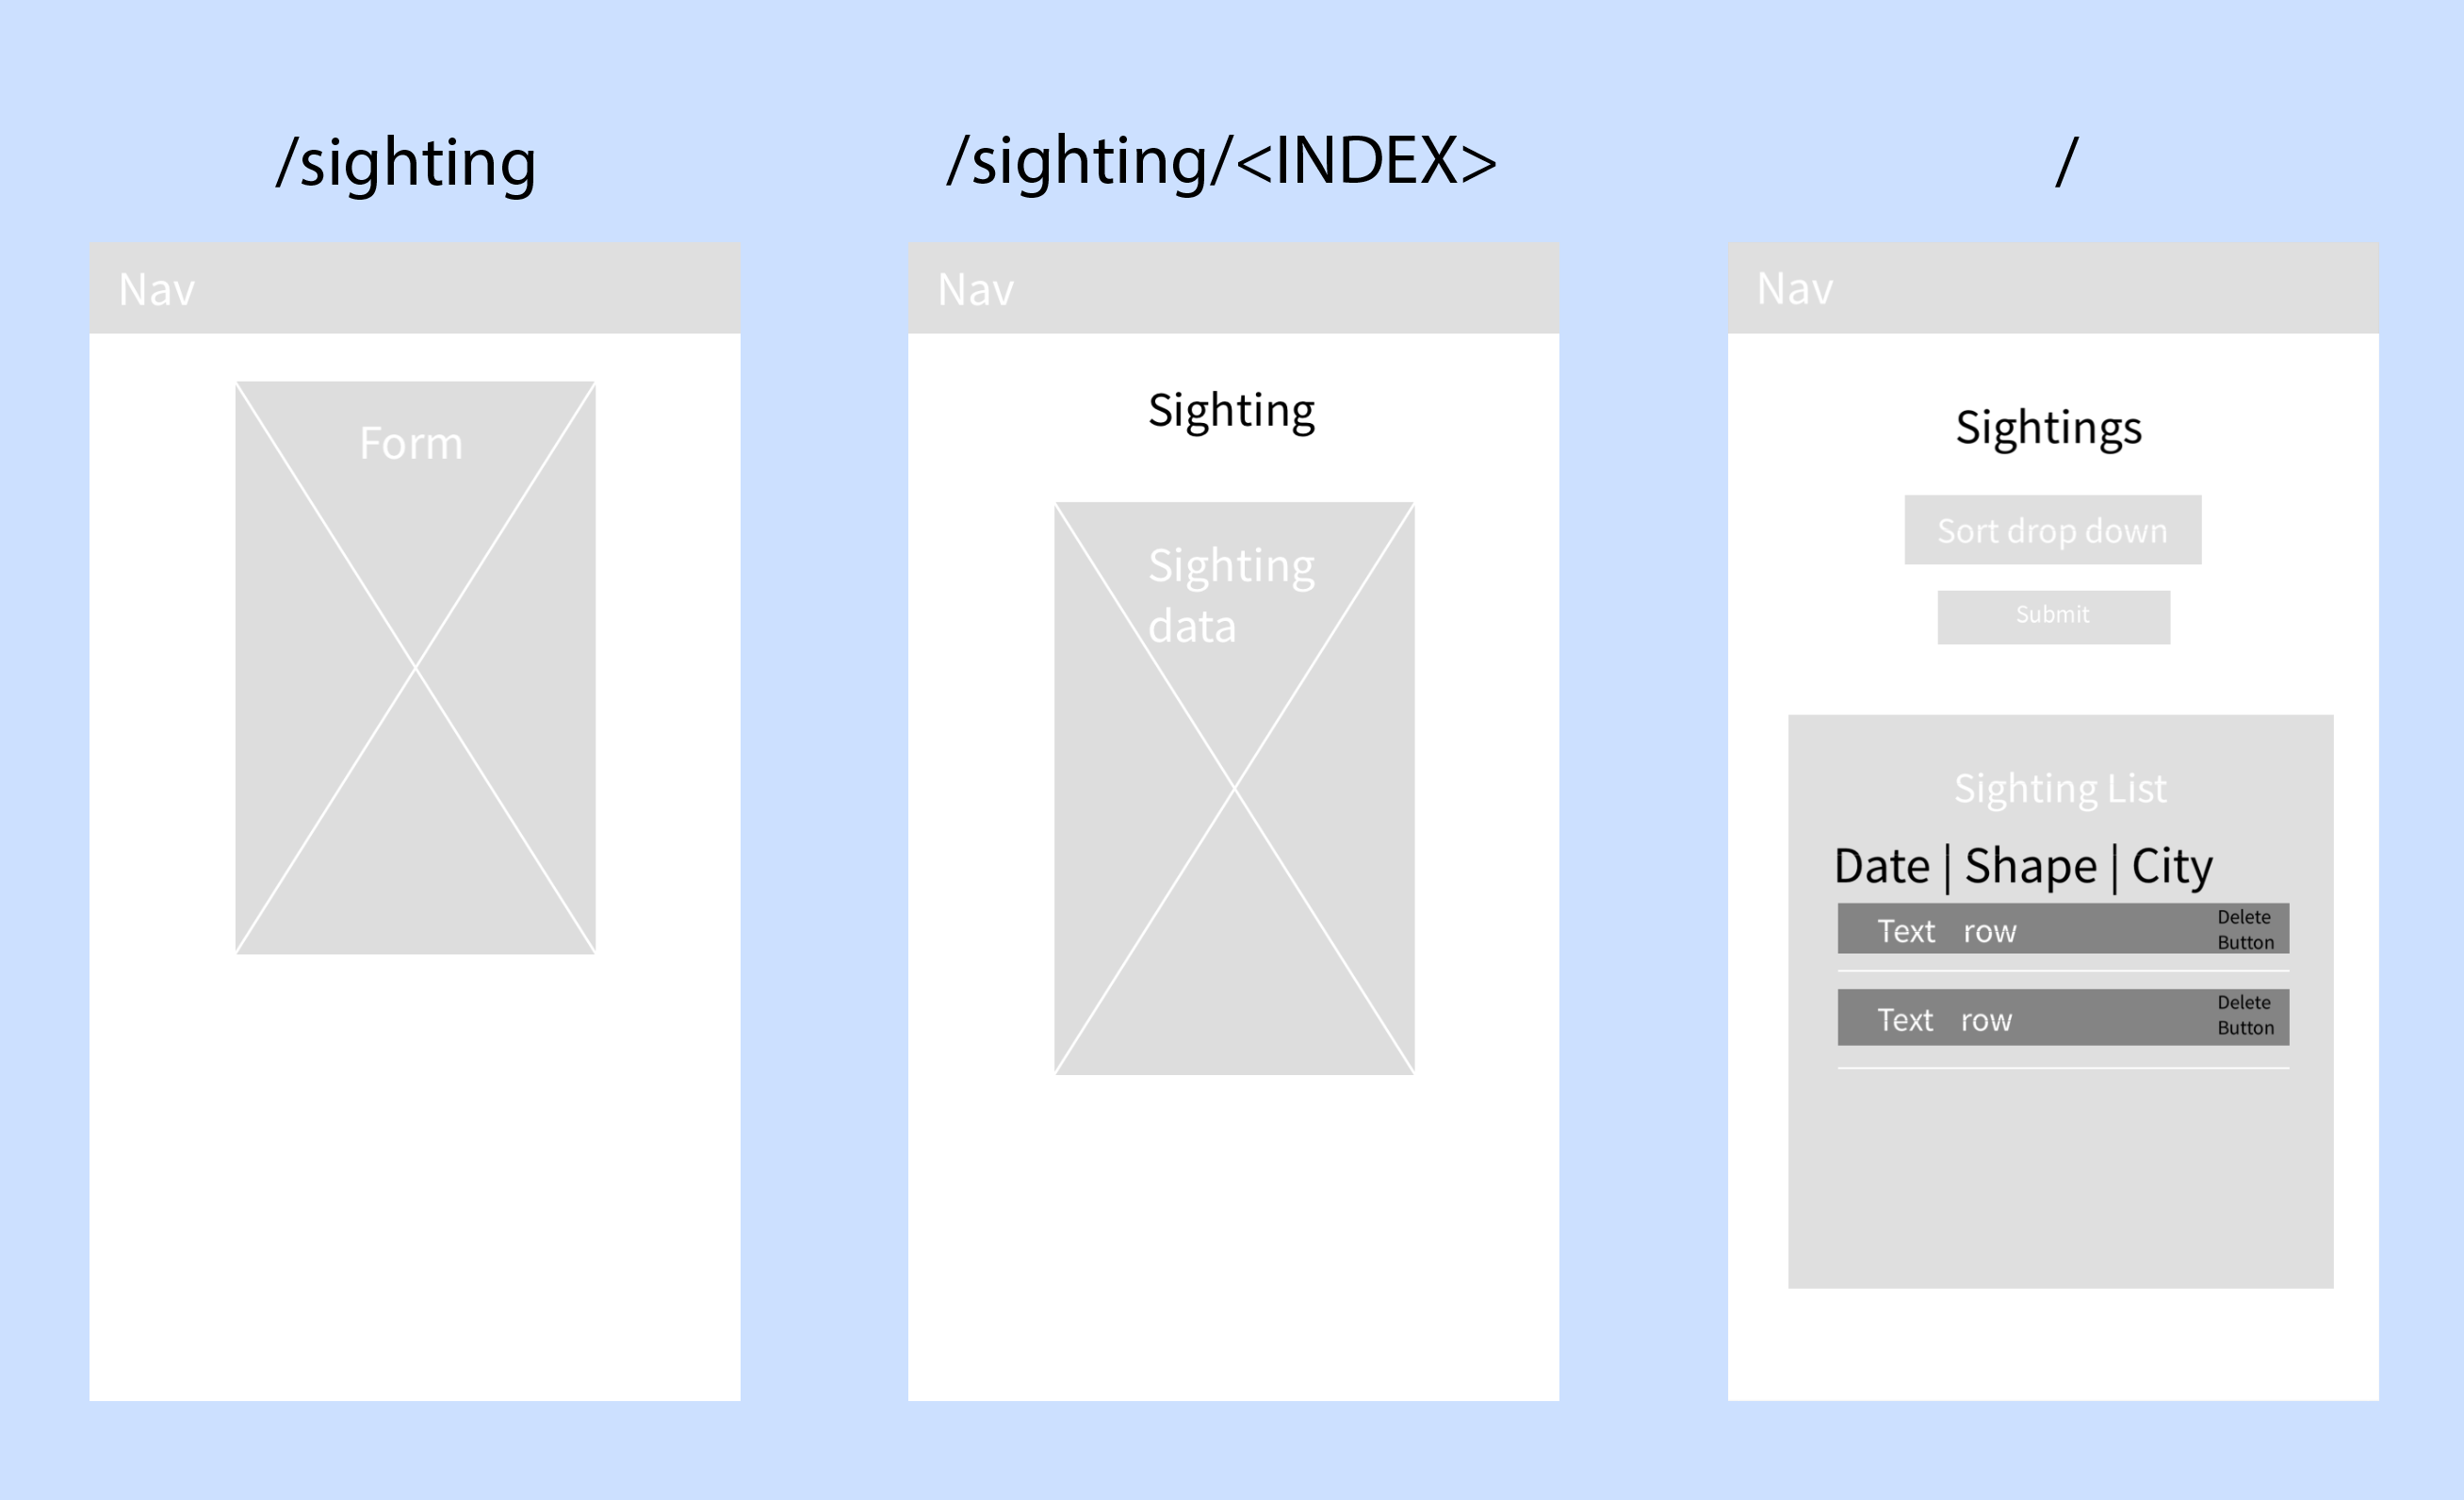 /sighting
Nav
Form
/sighting/<INDEX>
Nav
Sighting
Sighting
data
/
Nav
Sightings
Sort drop down
Submit
Sighting List
Date | Shape | City
Text row
Delete
Button
Text row
Delete
Button